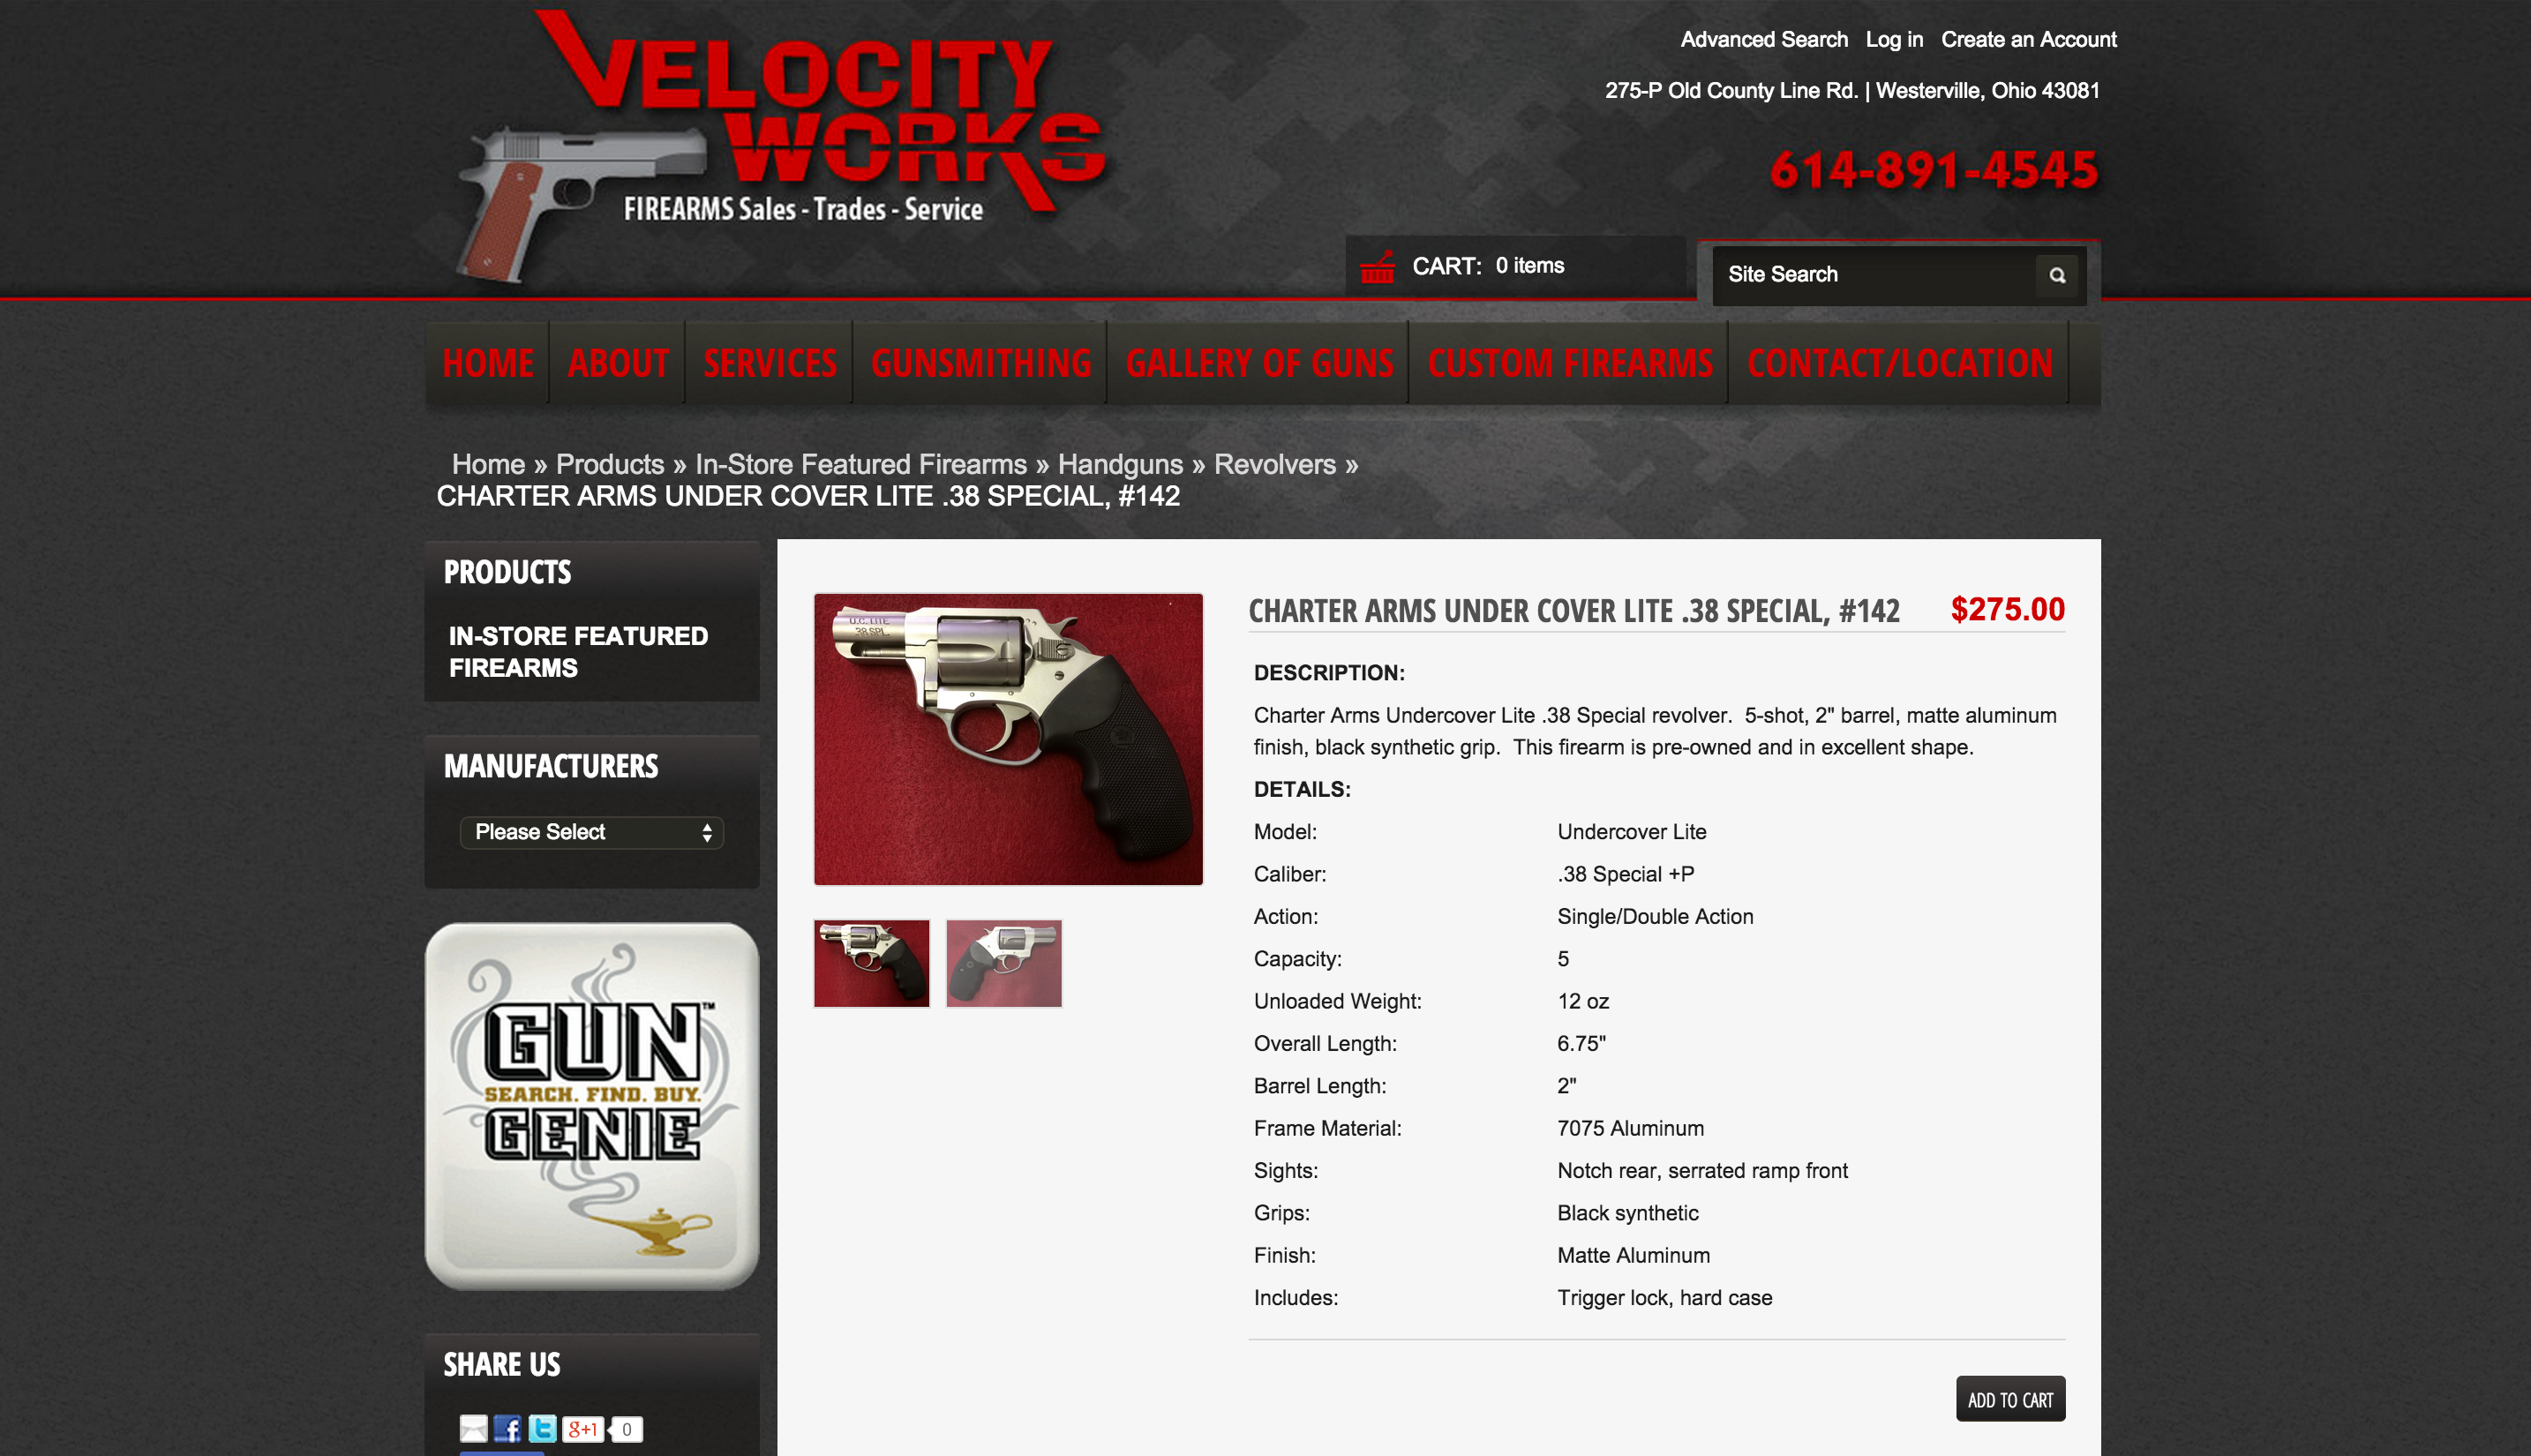 VELOCITY
WORKS
FIREARMS Sales - Trades - Service
Advanced Search Log in Create an Account
275-P Old County Line Rd. | Westerville, Ohio 43081
614-891-4545
CART: 0 items
Site Search
HOME ABOUT SERVICES GUNSMITHING GALLERY OF GUNS CUSTOM FIREARMS CONTACT/LOCATION
Home » Products » In-Store Featured Firearms » Handguns » Revolvers »
CHARTER ARMS UNDER COVER LITE .38 SPECIAL, #142
PRODUCTS
IN-STORE FEATURED
FIREARMS
MANUFACTURERS
Please Select
GUN™
SEARCH. FIND. BUY.
GENIE
SHARE US
g+1 0
U.C. LITE
.38 SPL.
CHARTER ARMS UNDER COVER LITE .38 SPECIAL, #142 $275.00
DESCRIPTION:
Charter Arms Undercover Lite .38 Special revolver.  5-shot, 2" barrel, matte aluminum
finish, black synthetic grip.  This firearm is pre-owned and in excellent shape.
DETAILS:
Model: Undercover Lite
Caliber: .38 Special +P
Action: Single/Double Action
Capacity: 5
Unloaded Weight: 12 oz
Overall Length: 6.75"
Barrel Length: 2"
Frame Material: 7075 Aluminum
Sights: Notch rear, serrated ramp front
Grips: Black synthetic
Finish: Matte Aluminum
Includes: Trigger lock, hard case
ADD TO CART